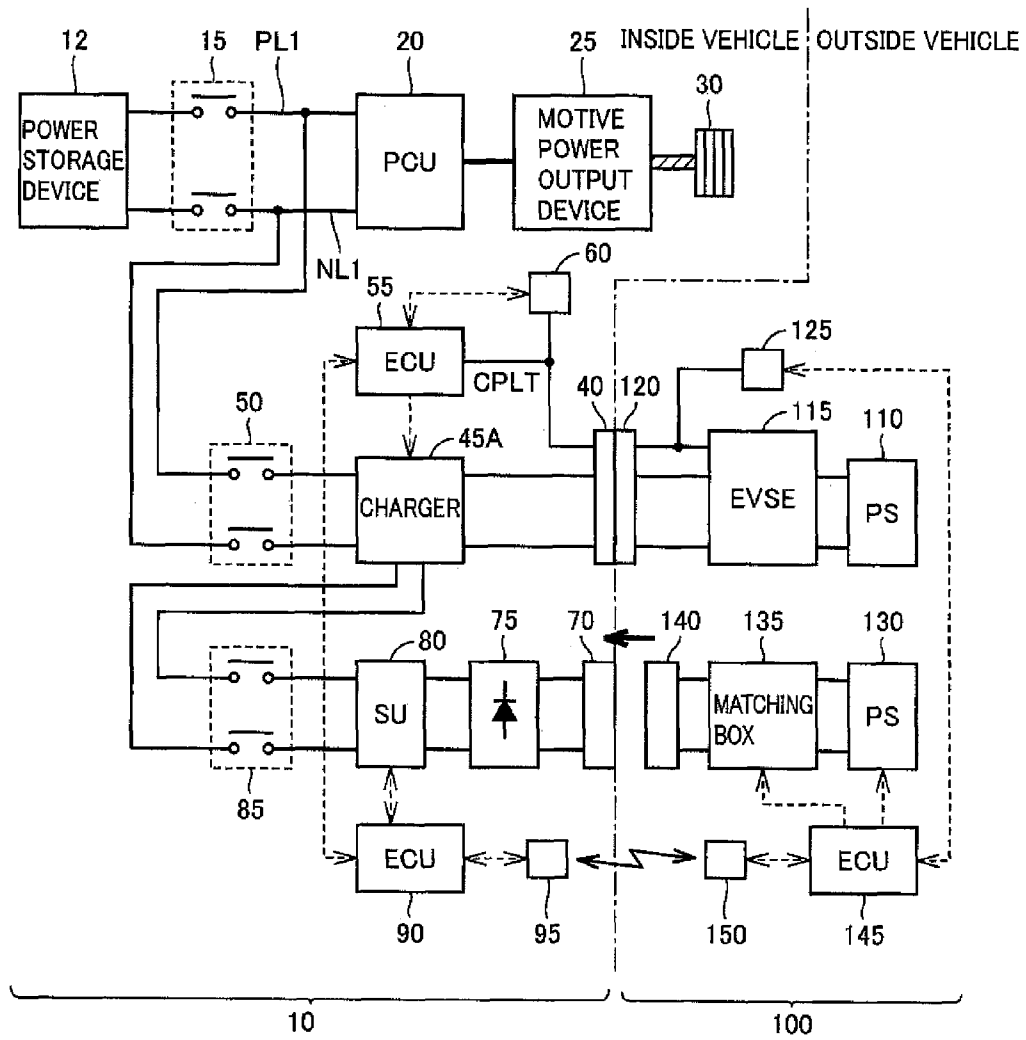 INSIDE VEHICLE OUTSIDE VEHICLE
12 15 PL1 20 25 30
POWER
STORAGE
DEVICE
PCU
MOTIVE
POWER
OUTPUT
DEVICE
NL1
60
55
ECU
CPLT
125
50
45A
40 120
115
110
CHARGER
EVSE
PS
80
75
70
140
135
130
SU
MATCHING
BOX
PS
85
ECU
ECU
90
95
150
145
10
100